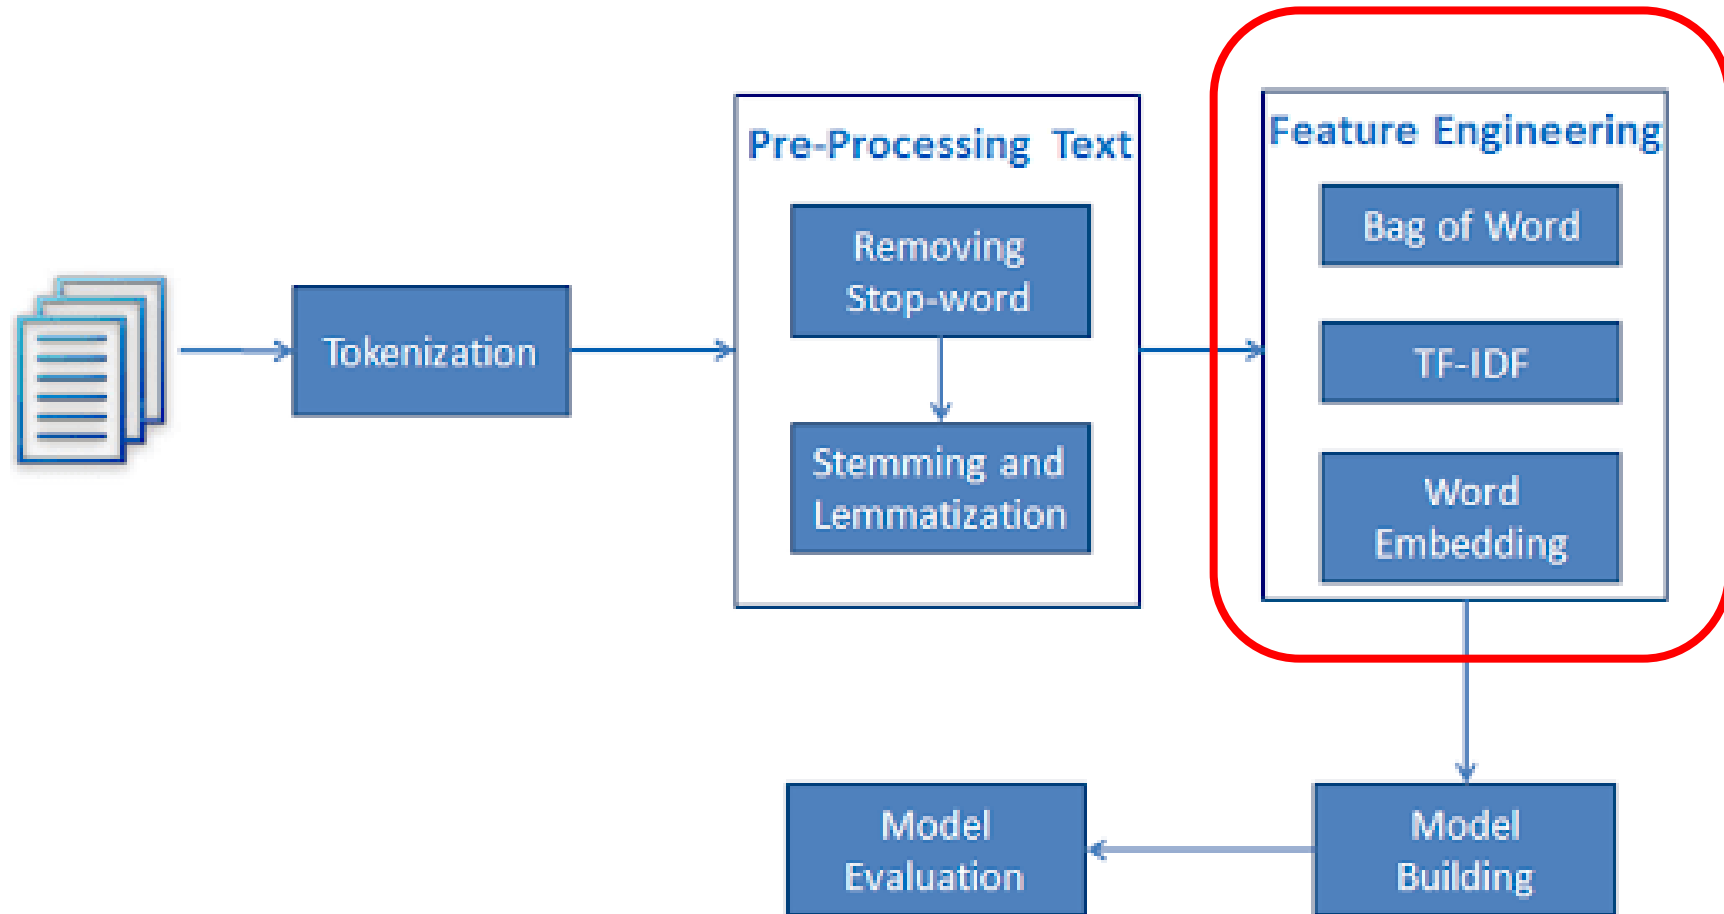 Tokenization
Pre-Processing Text
Removing
Stop-word
Stemming and
Lemmatization
Feature Engineering
Bag of Word
TF-IDF
Word
Embedding
Model
Building
Model
Evaluation